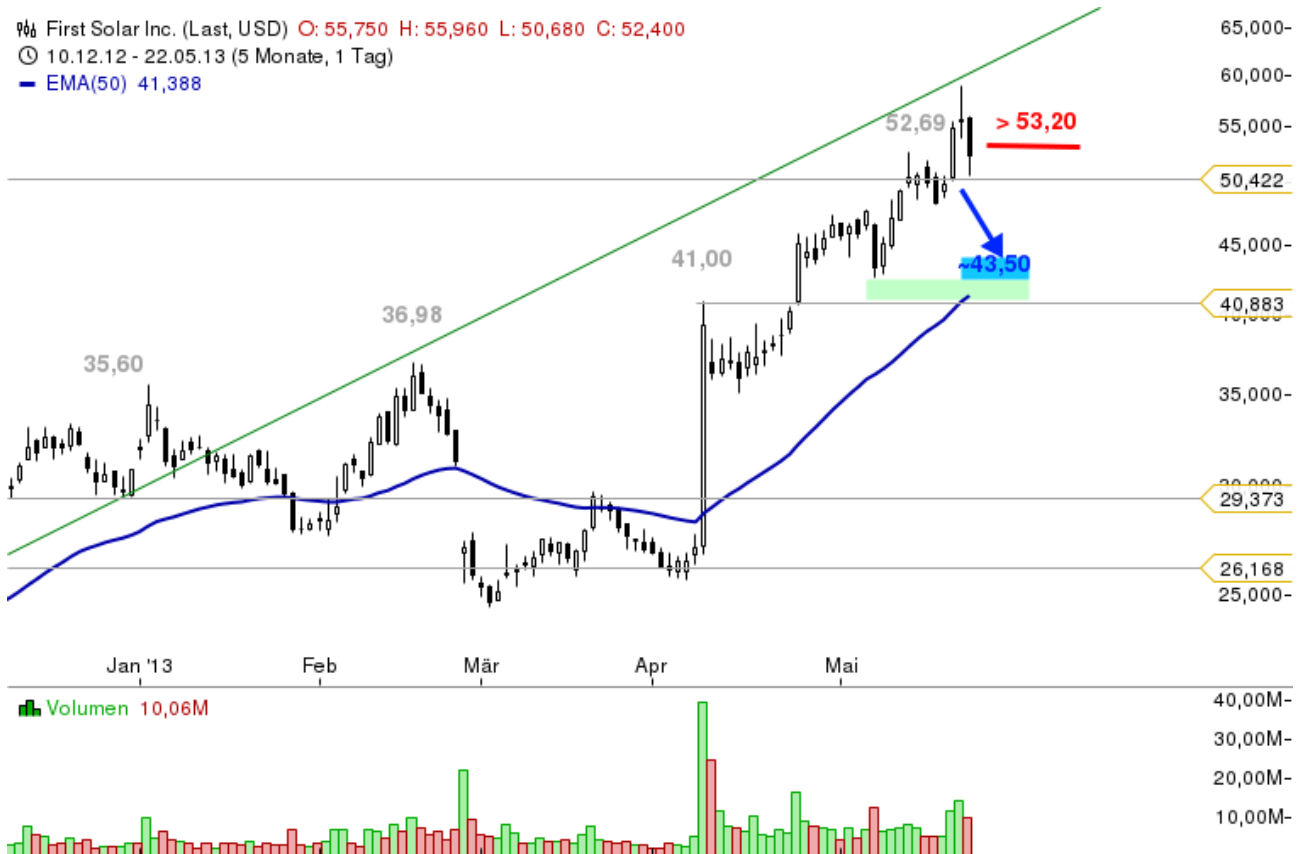 First Solar Inc. (Last, USD) O: 55,750 H: 55,960 L: 50,680 C: 52,400
10.12.12 - 22.05.13 (5 Monate, 1 Tag)
EMA(50) 41,388
65,000-
60,000-
55,000-
50,422
45,000-
40,883
35,000-
29,373
26,168
25,000-
52,69
> 53,20
~43,50
41,00
36,98
35,60
Jan '13 Feb Mär Apr Mai
Volumen 10,06M
40,00M-
30,00M-
20,00M-
10,00M-